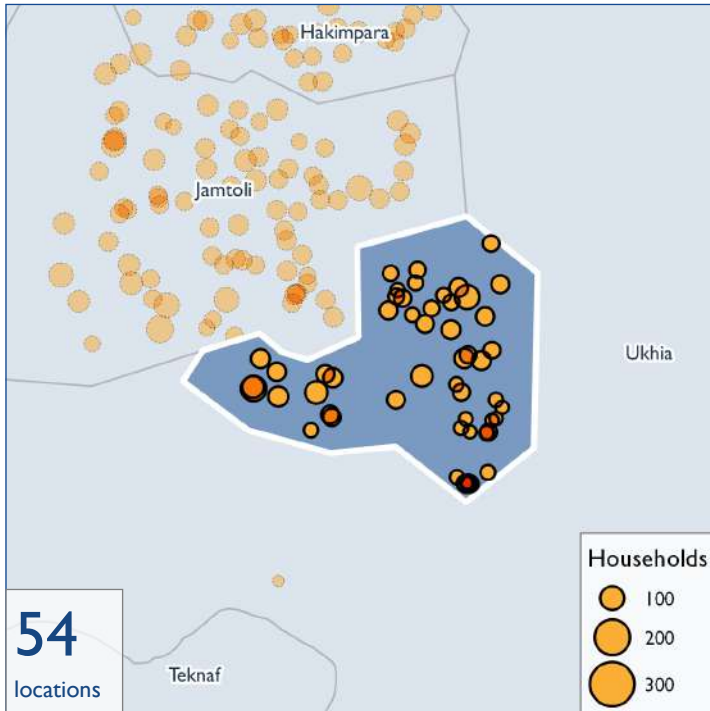 Hakimpara
Jamtoli
Ukhia
Households
100
200
300
54
locations
Teknaf